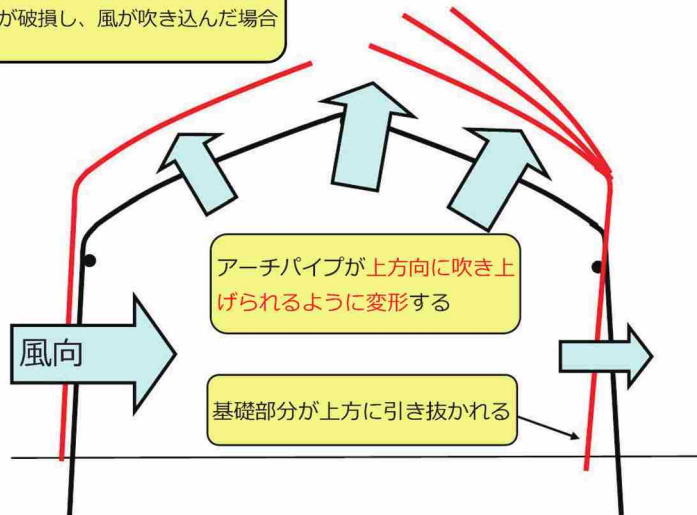 が破損し、風が吹き込んだ場合
アーチパイプが上方向に吹き上
げられるように変形する
風向
基礎部分が上方に引き抜かれる